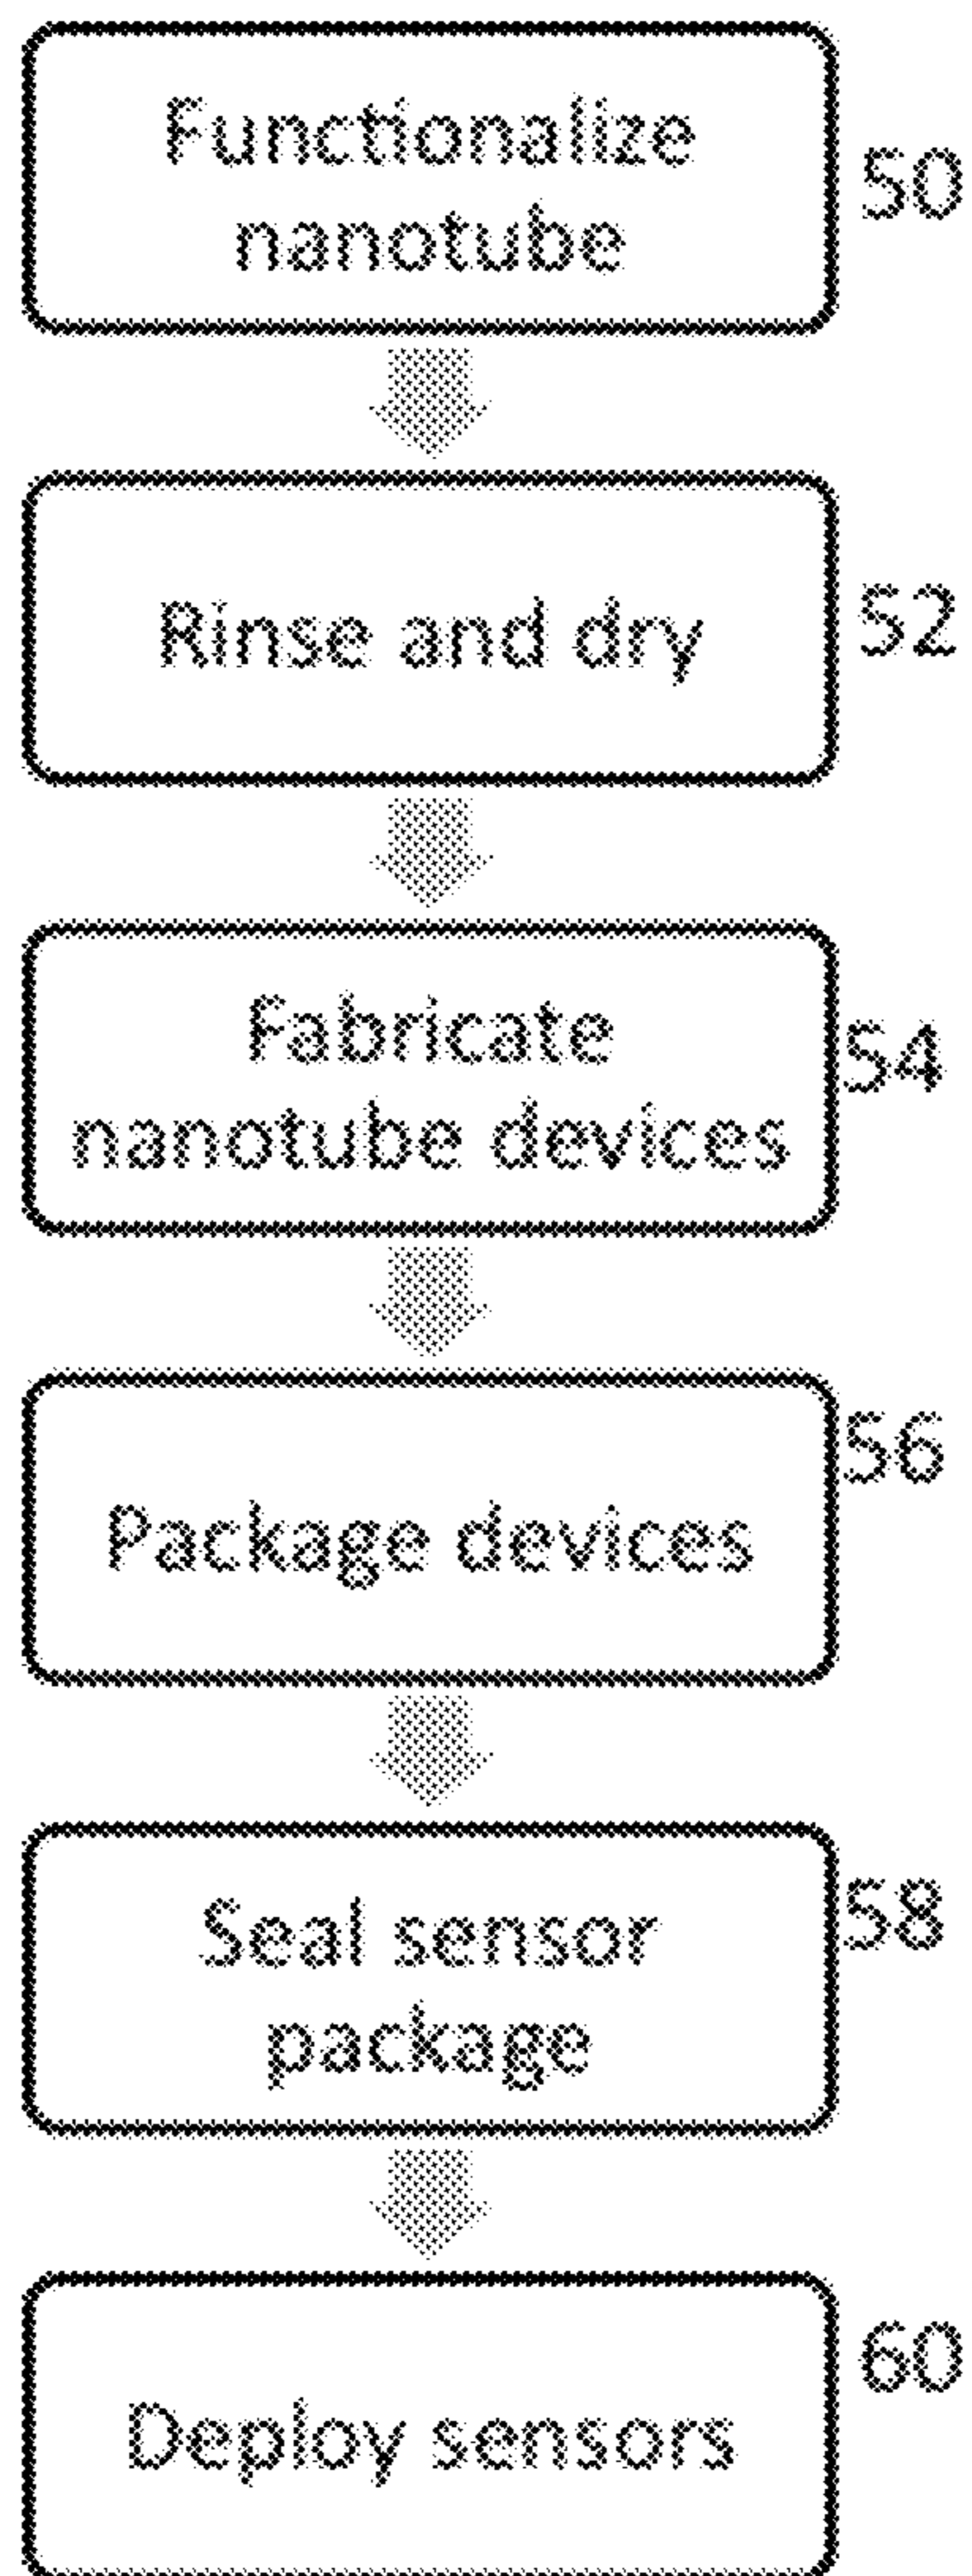 Functionalize
nanotube
50
Rinse and dry
52
Fabricate
nanotube devices
54
Package devices
56
Seal sensor
package
58
Deploy sensors
60